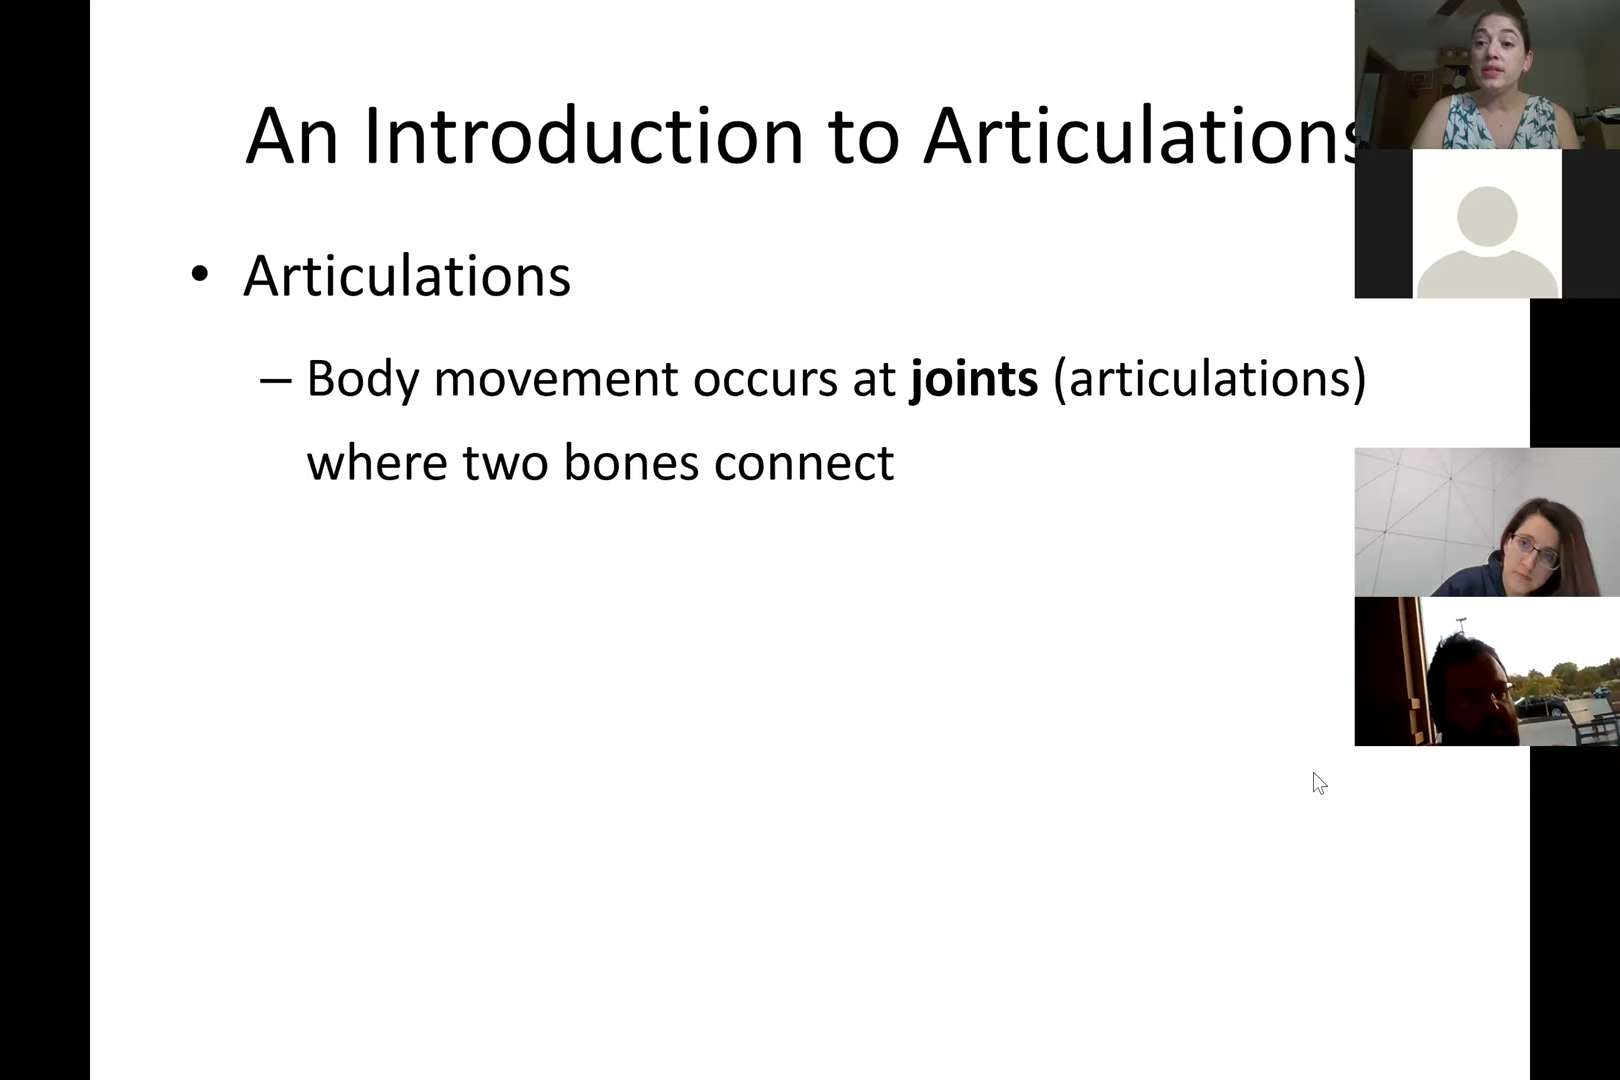 An Introduction to Articulations
• Articulations
– Body movement occurs at joints (articulations)
where two bones connect